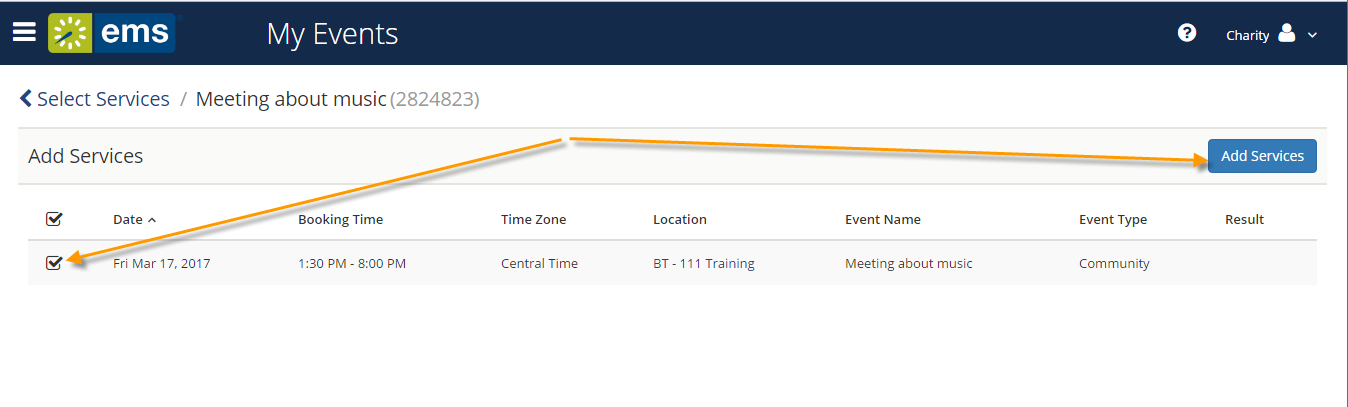 ems My Events Charity
Select Services / Meeting about music (2824823)
Add Services Add Services
Date Booking Time Time Zone Location Event Name Event Type Result
Fri Mar 17, 2017 1:30 PM - 8:00 PM Central Time BT - 111 Training Meeting about music Community